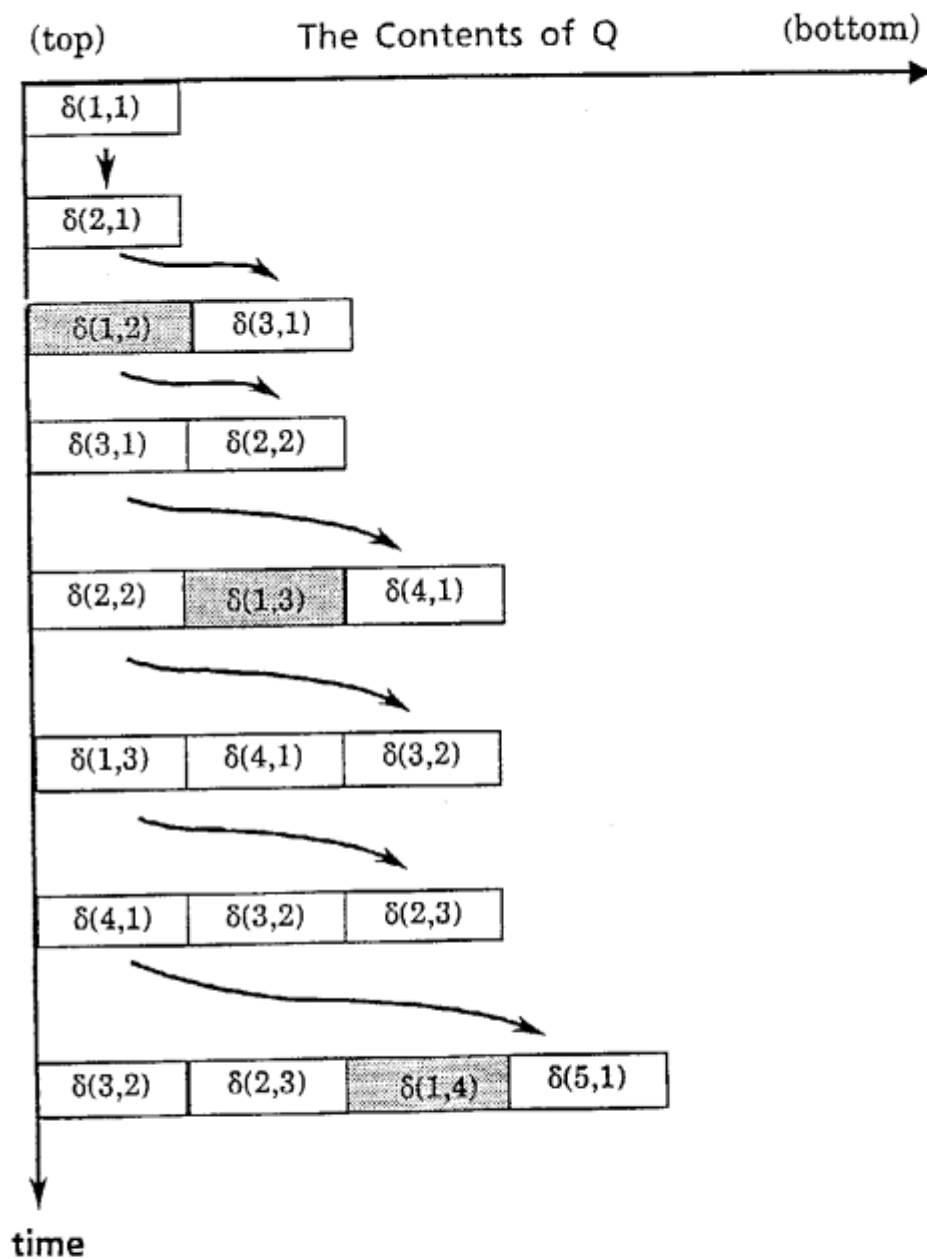 (top) The Contents of Q (bottom)
δ(1,1)
δ(2,1)
δ(1,2) δ(3,1)
δ(3,1) δ(2,2)
δ(2,2) δ(1,3) δ(4,1)
δ(1,3) δ(4,1) δ(3,2)
δ(4,1) δ(3,2) δ(2,3)
δ(3,2) δ(2,3) δ(1,4) δ(5,1)
time